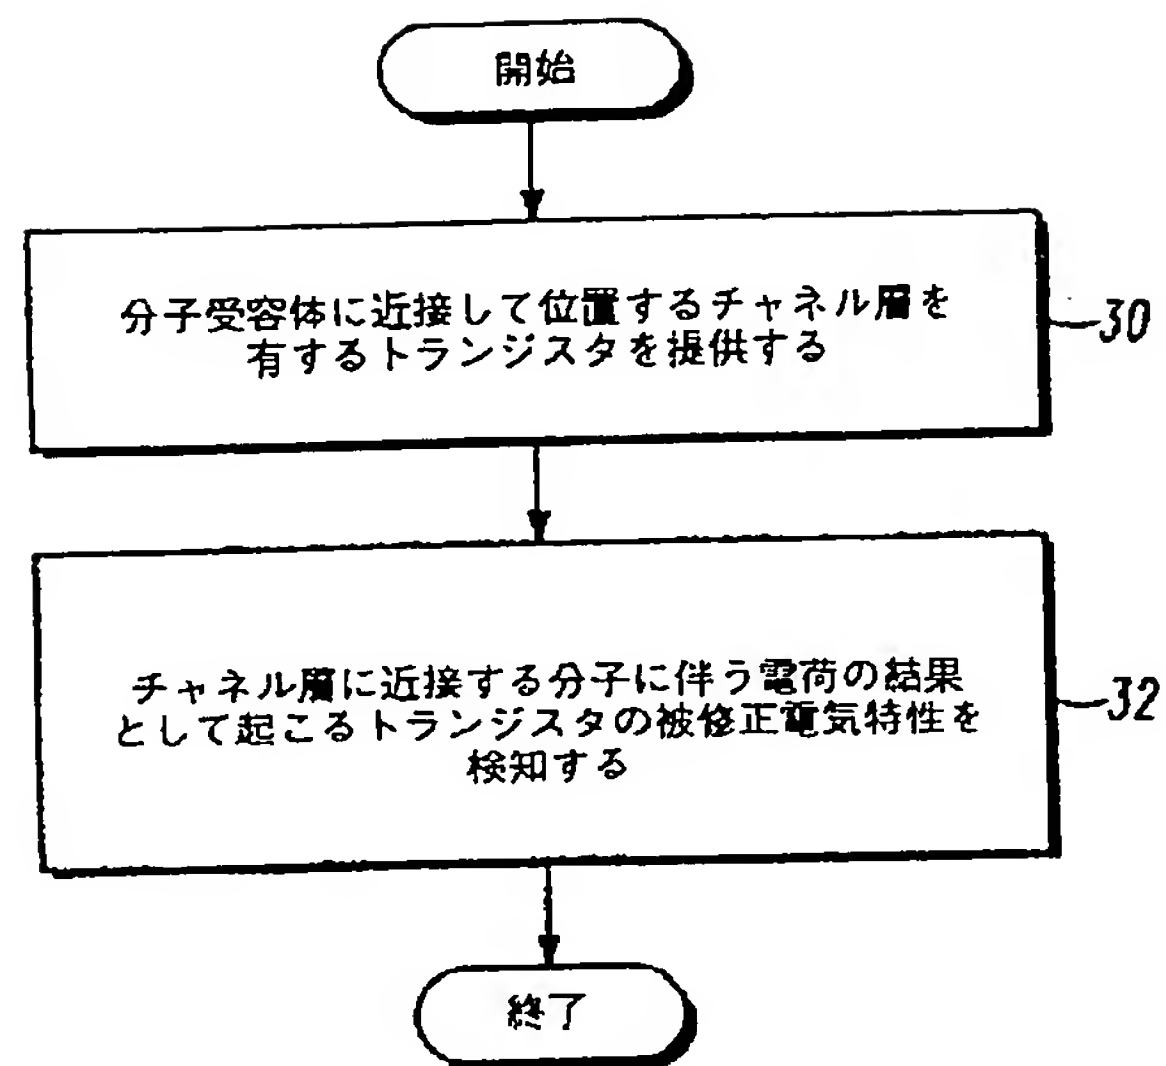 開始
分子受容体に近接して位置するチャネル層を
有するトランジスタを提供する
30
チャネル層に近接する分子に伴う電荷の結果
として起こるトランジスタの被修正電気特性を
検知する
32
終了